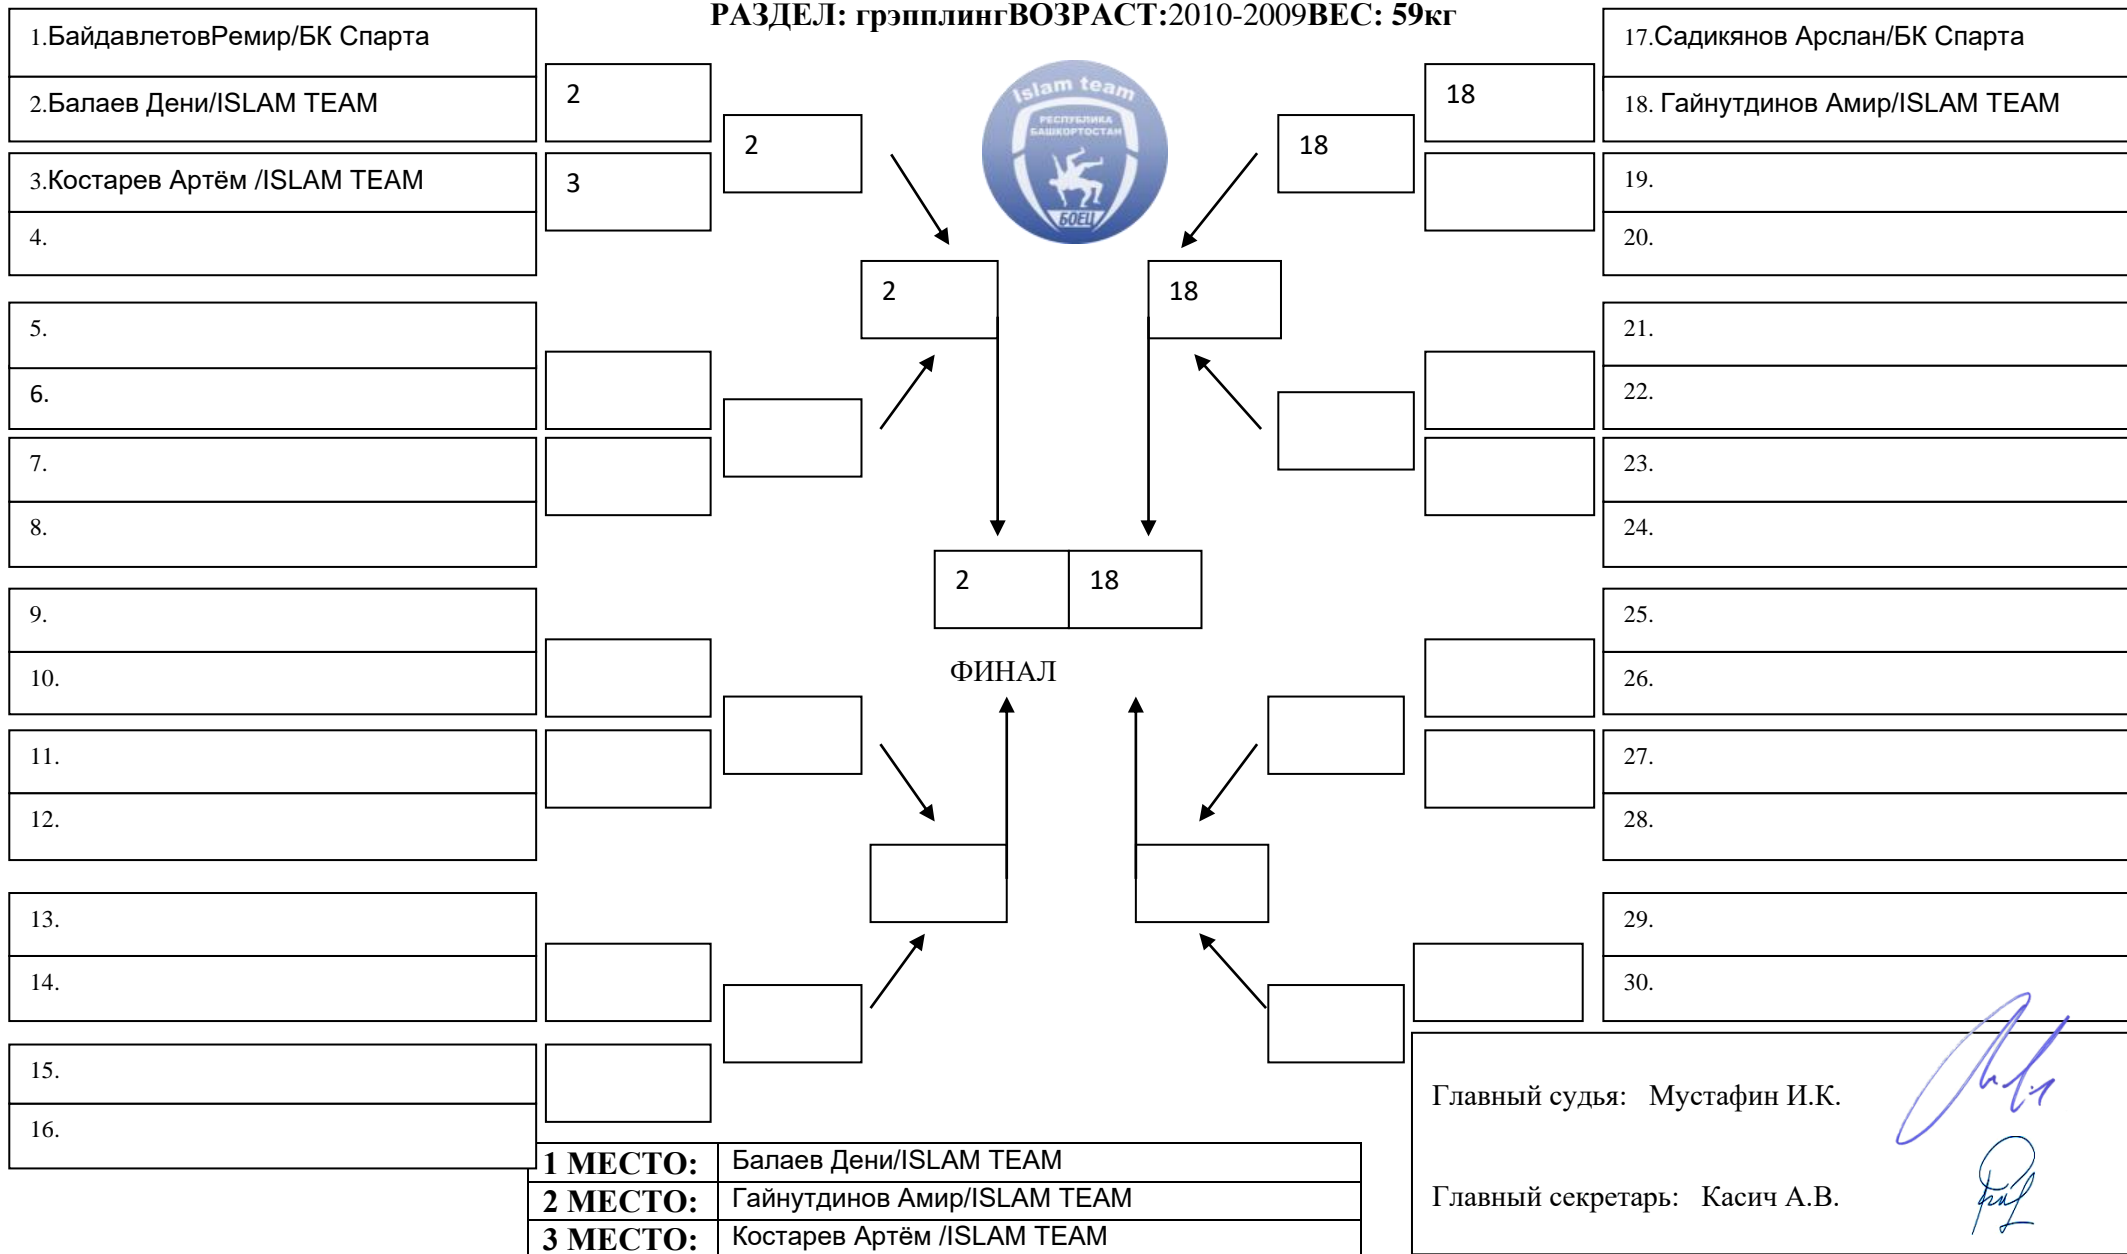 РАЗДЕЛ: грэпплингВОЗРАСТ:2010-2009ВЕС: 59кг
1.БайдавлетовРемир/БК Спарта
2.Балаев Дени/ISLAM TEAM
3.Костарев Артём /ISLAM TEAM
4.
5.
6.
7.
8.
9.
10.
11.
12.
13.
14.
15.
16.
2
3
2
2
Islam team
РЕСПУБЛИКА
БАШКОРТОСТАН
БОЕЦ
18
18
18
17.Садикянов Арслан/БК Спарта
18. Гайнутдинов Амир/ISLAM TEAM
19.
20.
21.
22.
23.
24.
25.
26.
27.
28.
29.
30.
2 18
ФИНАЛ
1 МЕСТО: Балаев Дени/ISLAM TEAM
2 МЕСТО: Гайнутдинов Амир/ISLAM TEAM
3 МЕСТО: Костарев Артём /ISLAM TEAM
Главный судья: Мустафин И.К.
Главный секретарь: Касич А.В.